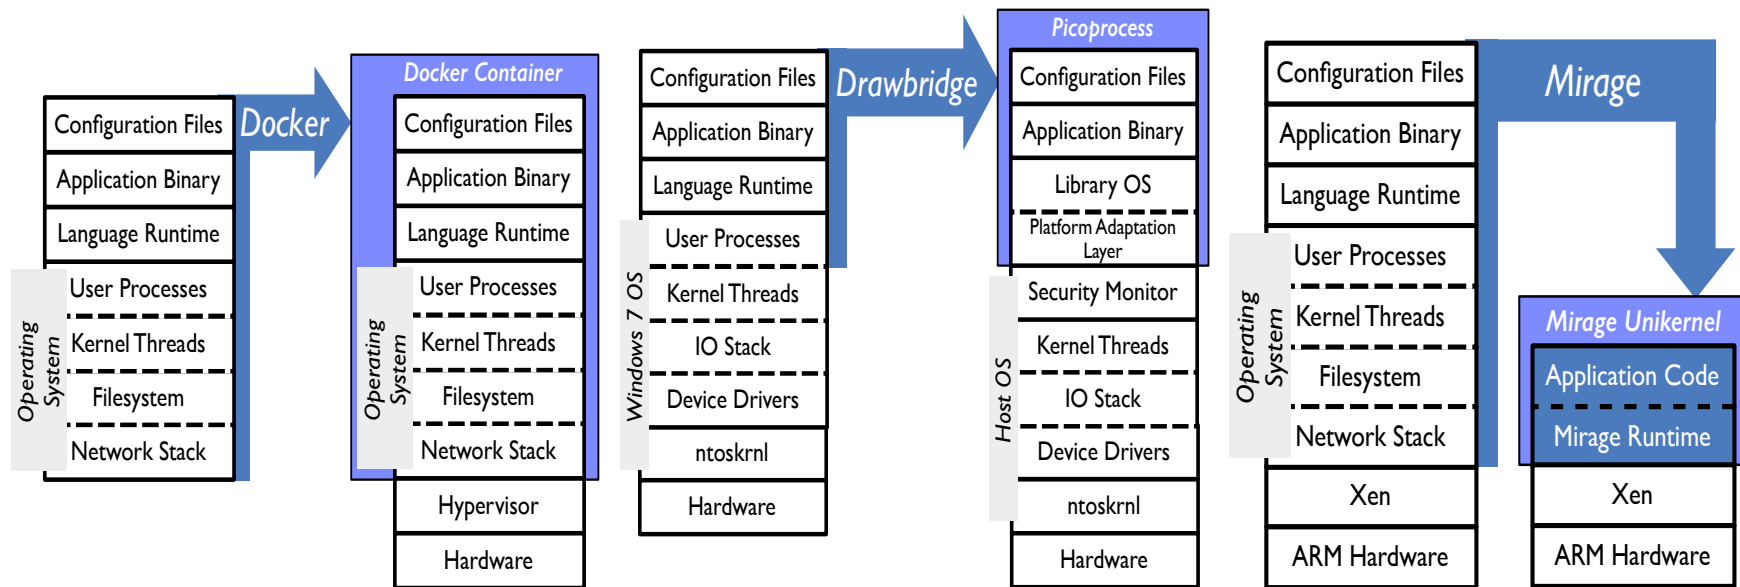 Configuration Files
Application Binary
Language Runtime
User Processes
Kernel Threads
Filesystem
Network Stack
Operating
System
Docker
Docker Container
Configuration Files
Application Binary
Language Runtime
User Processes
Kernel Threads
Filesystem
Network Stack
Operating
System
Hypervisor
Hardware
Configuration Files
Application Binary
Language Runtime
User Processes
Kernel Threads
IO Stack
Device Drivers
Windows 7 OS
ntoskrnl
Hardware
Drawbridge
Picoprocess
Configuration Files
Application Binary
Library OS
Platform Adaptation
Layer
Security Monitor
Kernel Threads
IO Stack
Device Drivers
Host OS
ntoskrnl
Hardware
Configuration Files
Application Binary
Language Runtime
User Processes
Kernel Threads
Filesystem
Network Stack
Operating
System
Xen
ARM Hardware
Mirage
Mirage Unikernel
Application Code
Mirage Runtime
Xen
ARM Hardware